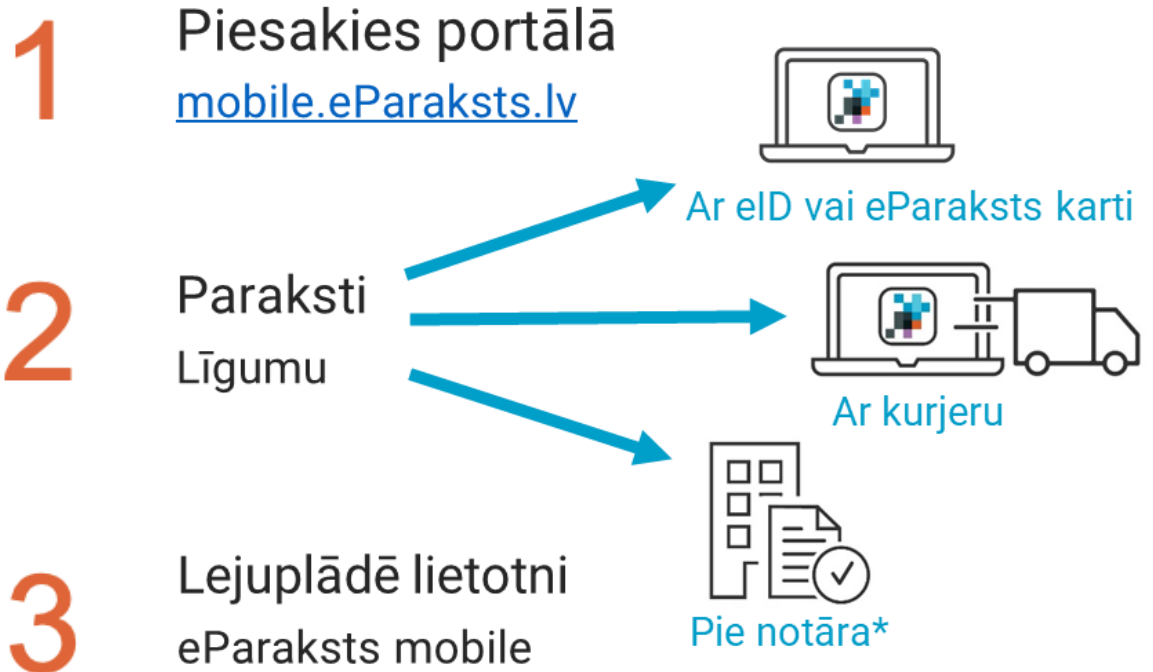 1
Piesakies portālā
mobile.eParaksts.lv
Ar eID vai eParaksts karti
2
Paraksti
Līgumu
Ar kurjeru
Pie notāra*
3
Lejuplādē lietotni
eParaksts mobile